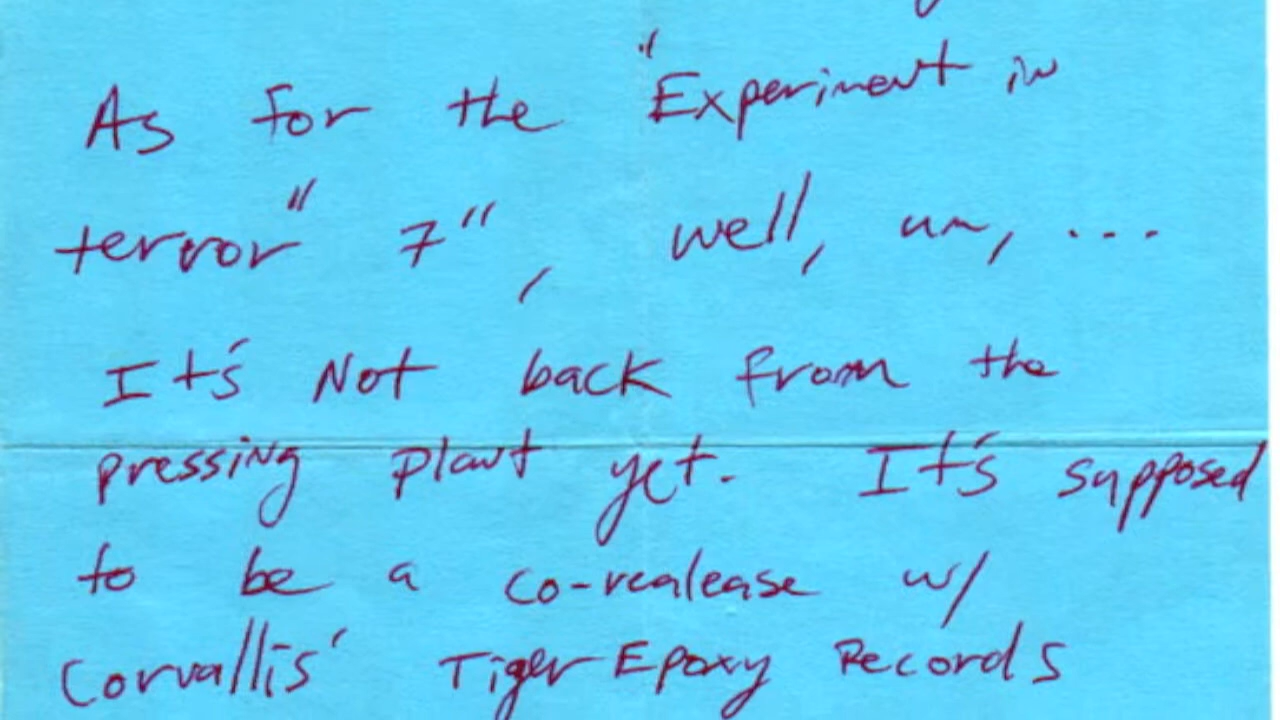 As for the "Experiment in
terror" 7", well, um, ...
It's Not back from the
pressing plant yet. It's supposed
to be a co-realease w/
Corvallis' Tiger Epoxy Records